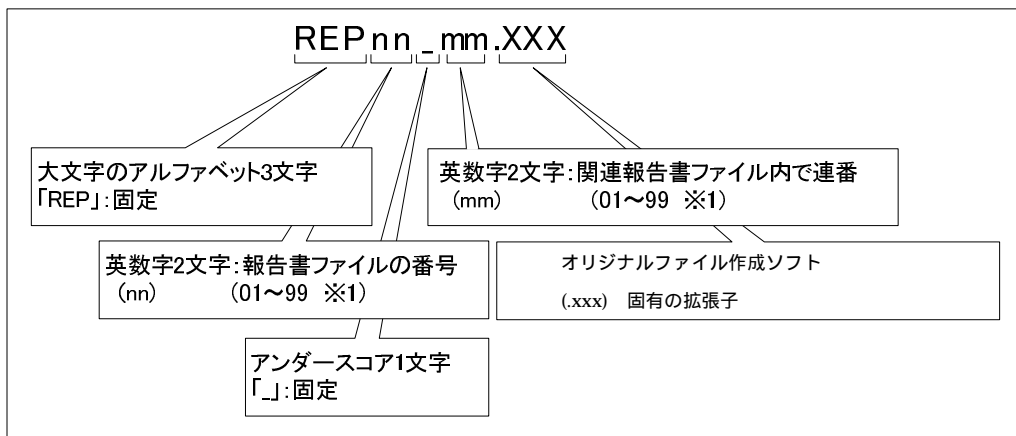 REPnn_mm.XXX
大文字のアルファベット3文字
「REP」:固定
英数字2文字:関連報告書ファイル内で連番
(mm) (01~99 ※1)
英数字2文字:報告書ファイルの番号
(nn) (01~99 ※1)
オリジナルファイル作成ソフト
(.xxx) 固有の拡張子
アンダースコア1文字
「_」:固定